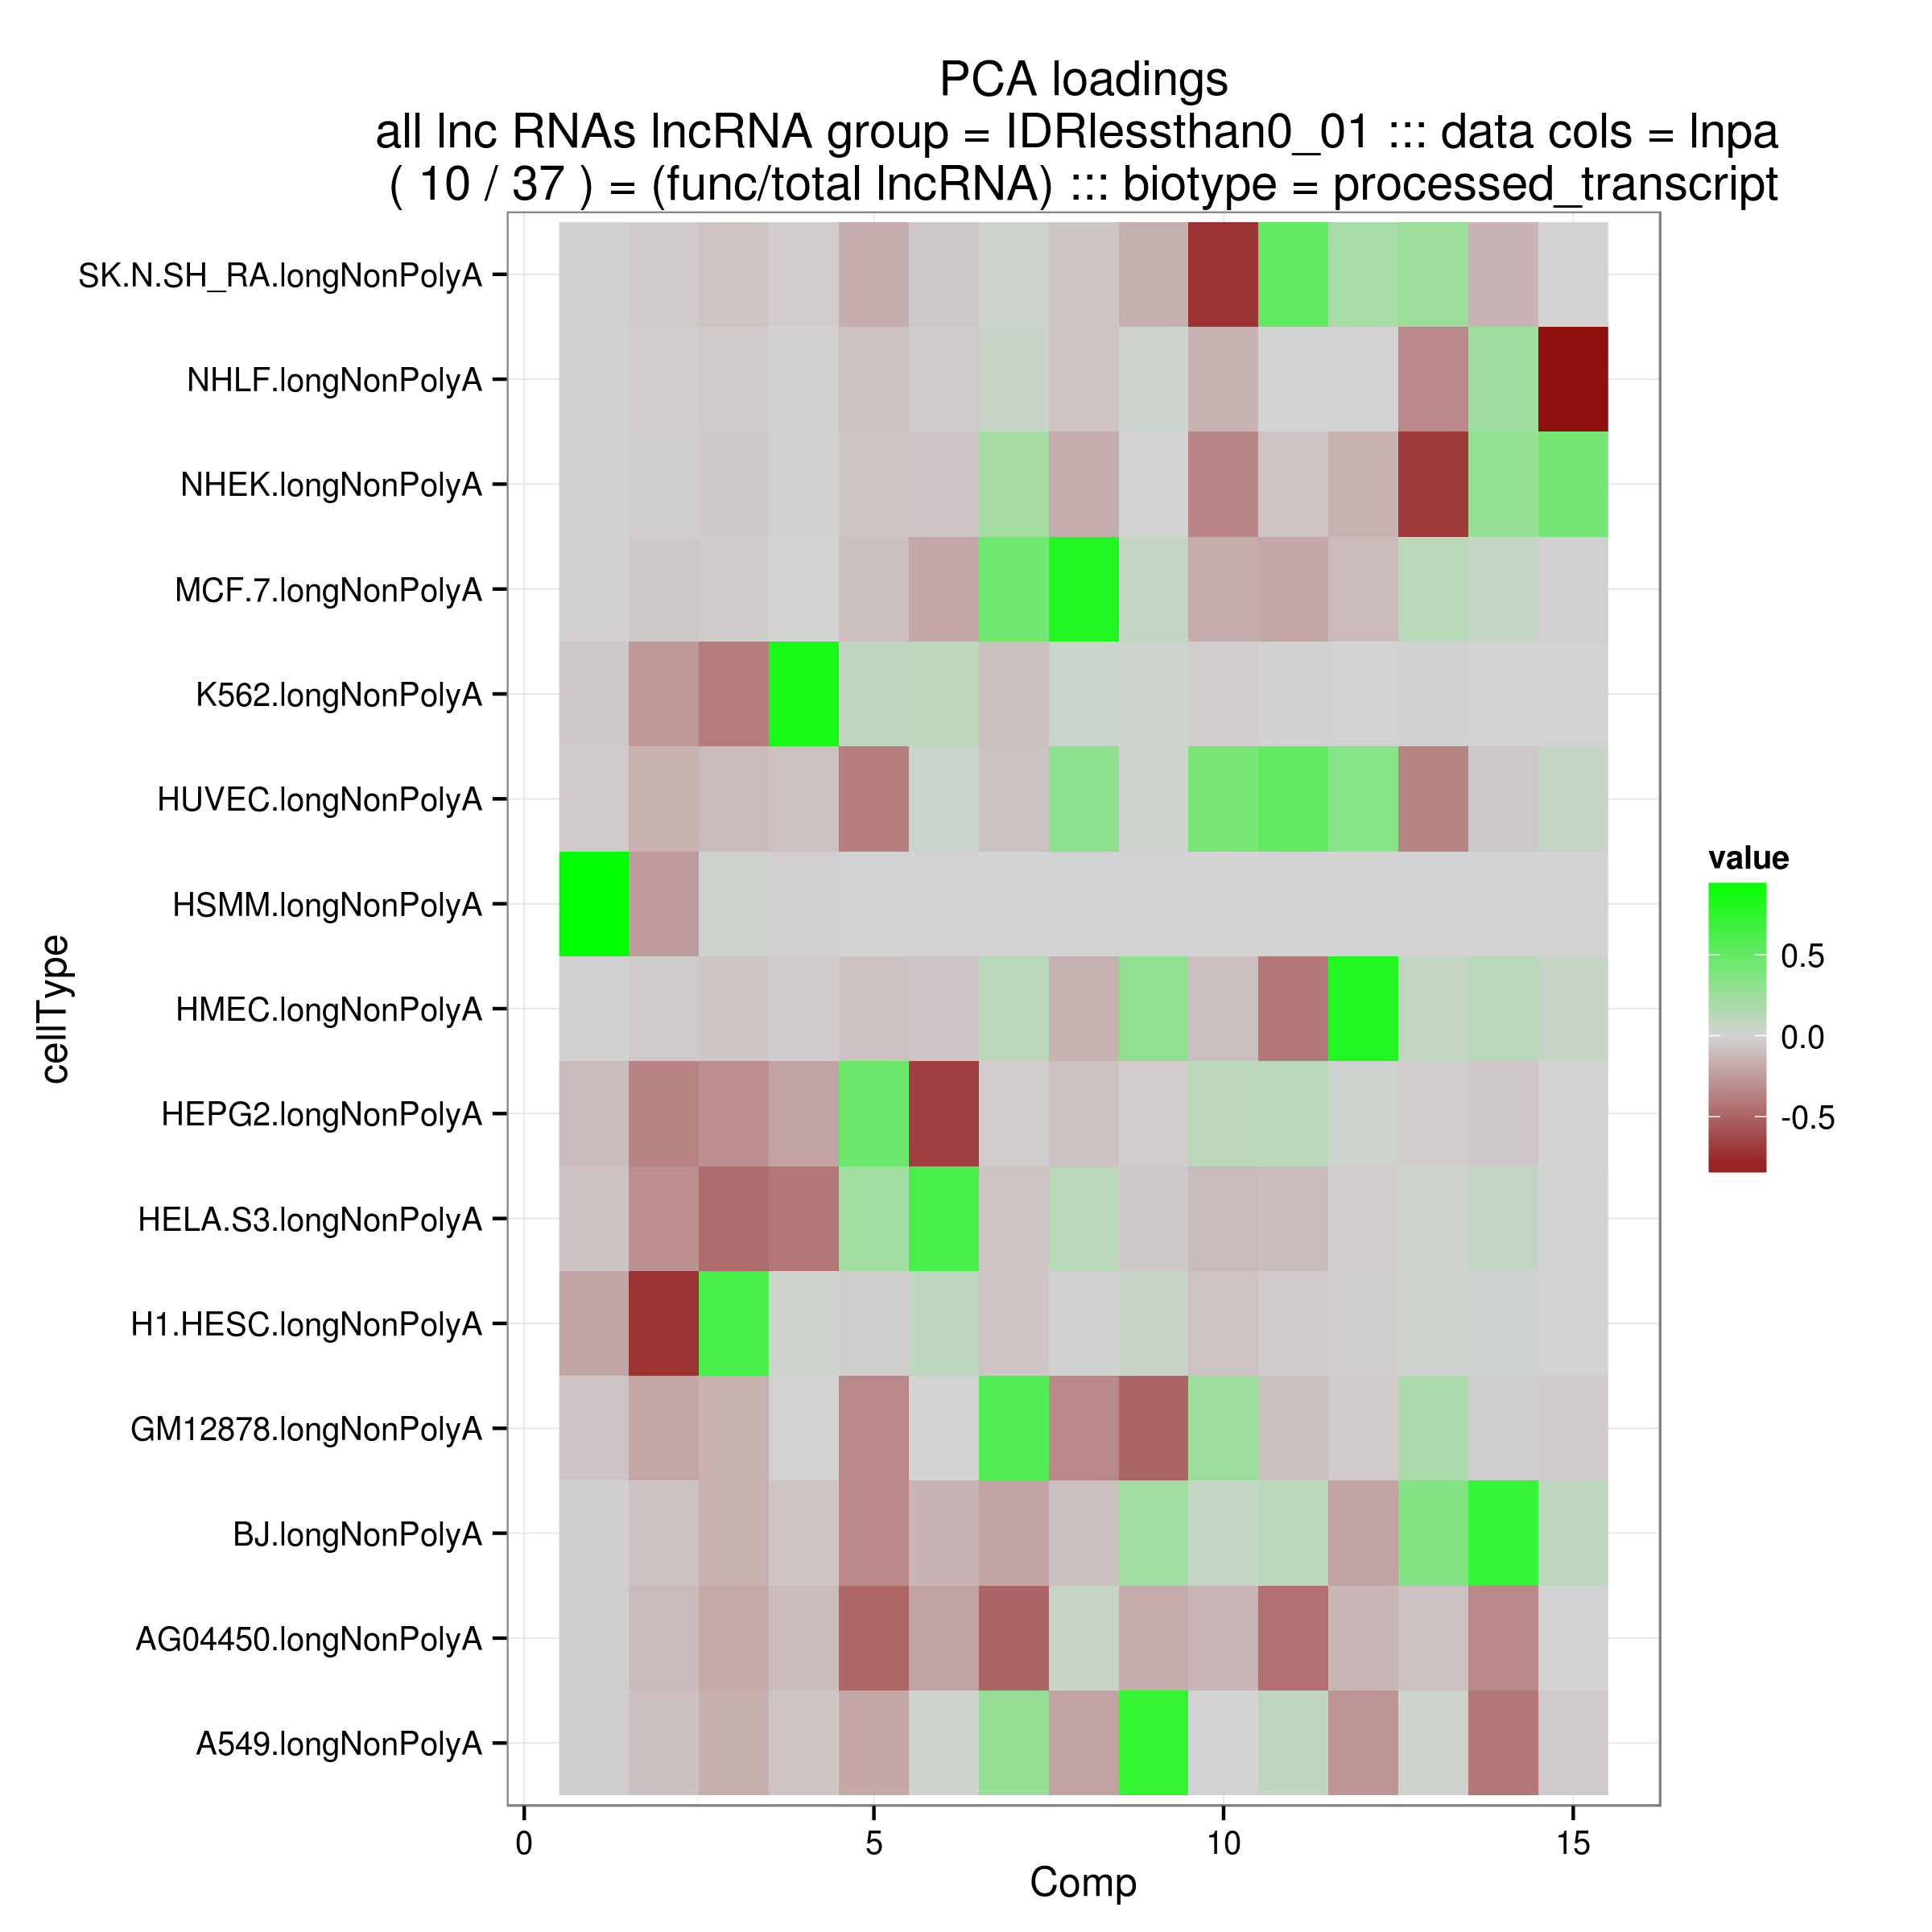 PCA loadings
all lnc RNAs lncRNA group = IDRlessthan0_01 ::: data cols = lnpa
( 10 / 37 ) = (func/total lncRNA) ::: biotype = processed_transcript
SK.N.SH_RA.longNonPolyA
NHLF.longNonPolyA
NHEK.longNonPolyA
MCF.7.longNonPolyA
K562.longNonPolyA
HUVEC.longNonPolyA
HSMM.longNonPolyA
HMEC.longNonPolyA
HEPG2.longNonPolyA
HELA.S3.longNonPolyA
H1.HESC.longNonPolyA
GM12878.longNonPolyA
BJ.longNonPolyA
AG04450.longNonPolyA
A549.longNonPolyA
cellType
0 5 10 15
Comp
value
0.5
0.0
-0.5